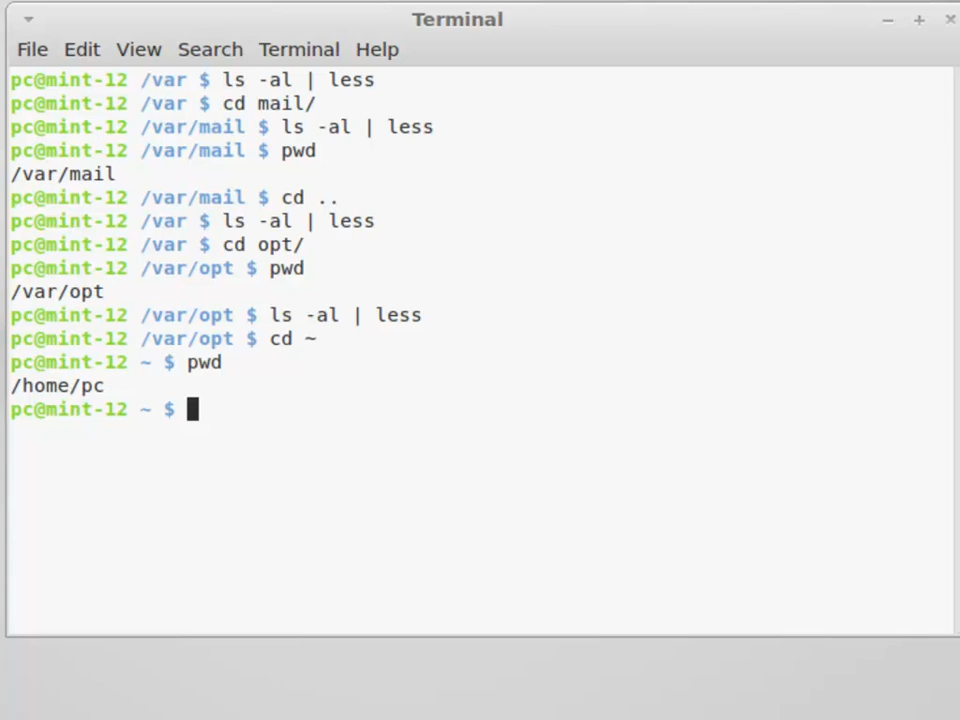 Terminal
File Edit View Search Terminal Help
pc@mint-12 /var $ ls -al | less
pc@mint-12 /var $ cd mail/
pc@mint-12 /var/mail $ ls -al | less
pc@mint-12 /var/mail $ pwd
/var/mail
pc@mint-12 /var/mail $ cd ..
pc@mint-12 /var $ ls -al | less
pc@mint-12 /var $ cd opt/
pc@mint-12 /var/opt $ pwd
/var/opt
pc@mint-12 /var/opt $ ls -al | less
pc@mint-12 /var/opt $ cd ~
pc@mint-12 ~ $ pwd
/home/pc
pc@mint-12 ~ $